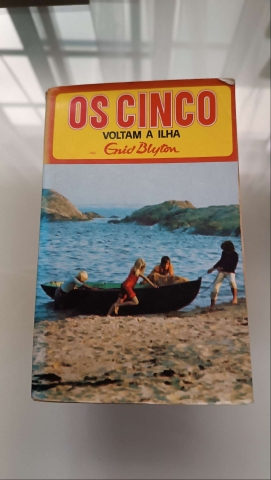 OS CINCO
VOLTAM A ILHA
Enid Blyton